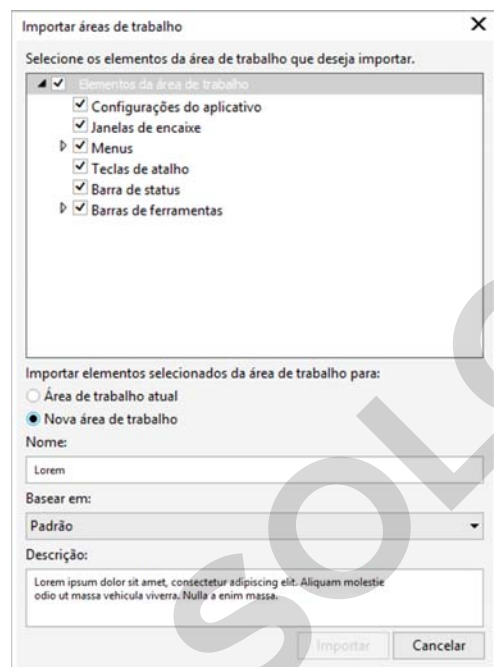 Importar áreas de trabalho
Selecione os elementos da área de trabalho que deseja importar.
Elementos da área de trabalho
Configurações do aplicativo
Janelas de encaixe
Menus
Teclas de atalho
Barra de status
Barras de ferramentas
Importar elementos selecionados da área de trabalho para:
Área de trabalho atual
Nova área de trabalho
Nome:
Lorem
Basear em:
Padrão
Descrição:
Lorem ipsum dolor sit amet, consectetur adipiscing elit. Aliquam molestie
odio ut massa vehicula viverra. Nulla a enim massa.
Importar Cancelar
SOLO